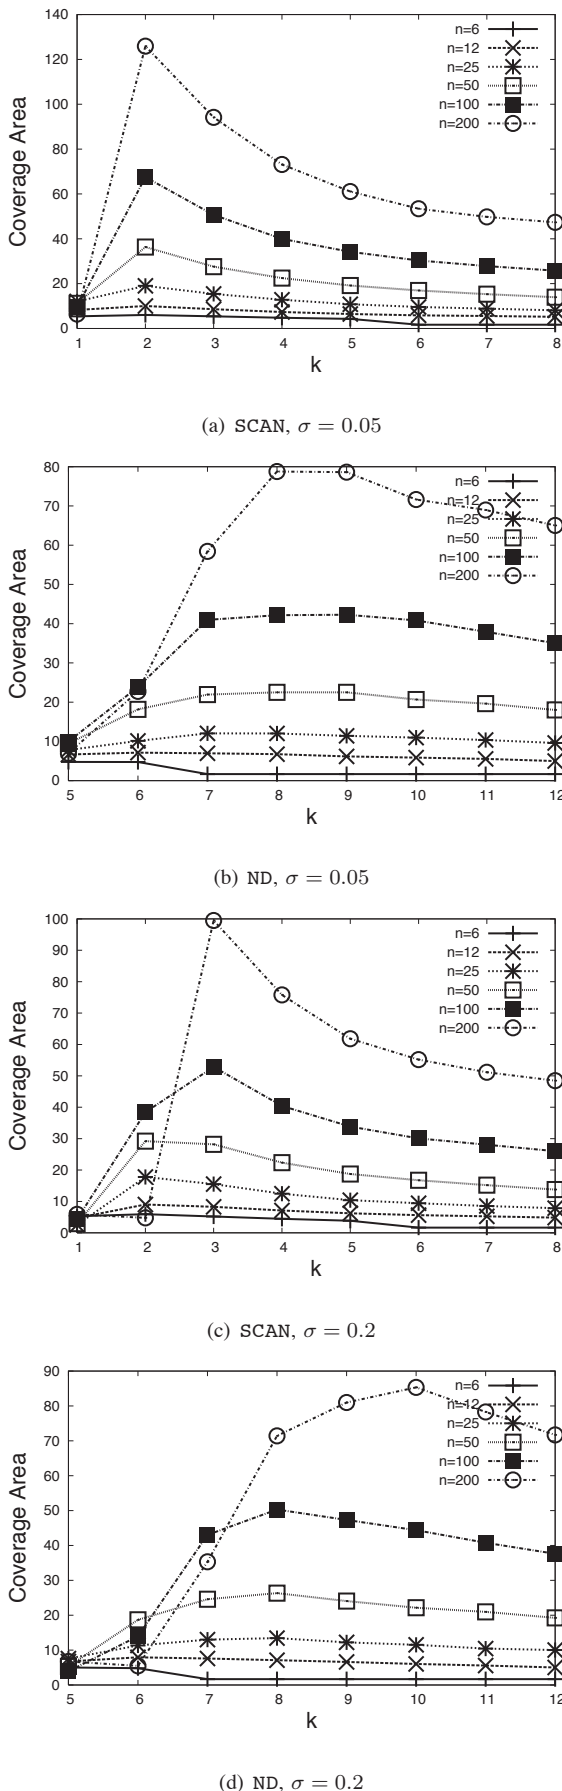 140
120
100
80
60
40
20
0
Coverage Area
n=6
n=12
n=25
n=50
n=100
n=200
1 2 3 4 5 6 7 8
k
(a) SCAN, σ = 0.05
80
70
60
50
40
30
20
10
0
Coverage Area
n=6
n=12
n=25
n=50
n=100
n=200
5 6 7 8 9 10 11 12
k
(b) ND, σ = 0.05
100
90
80
70
60
50
40
30
20
10
0
Coverage Area
n=6
n=12
n=25
n=50
n=100
n=200
1 2 3 4 5 6 7 8
k
(c) SCAN, σ = 0.2
90
80
70
60
50
40
30
20
10
0
Coverage Area
n=6
n=12
n=25
n=50
n=100
n=200
5 6 7 8 9 10 11 12
k
(d) ND, σ = 0.2